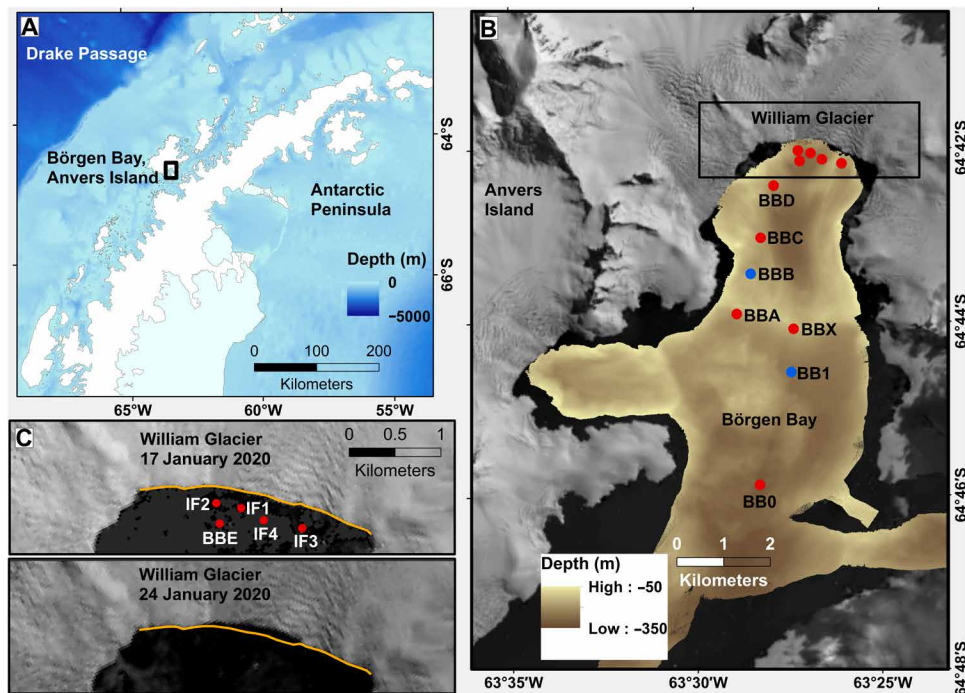 A
Drake Passage
Börgen Bay,
Anvers Island
Antarctic
Peninsula
Depth (m)
0
−5000
0 100 200
Kilometers
64°S
66°S
65°W 60°W 55°W
B
William Glacier
Anvers
Island
BBD
BBC
BBB
BBA
BBX
BB1
Börgen Bay
BB0
0 1 2
Kilometers
Depth (m)
High : −50
Low : −350
64°42'S
64°44'S
64°46'S
64°48'S
63°35'W 63°30'W 63°25'W
C
William Glacier
17 January 2020
0 0.5 1
Kilometers
IF2
IF1
BBE
IF4
IF3
William Glacier
24 January 2020